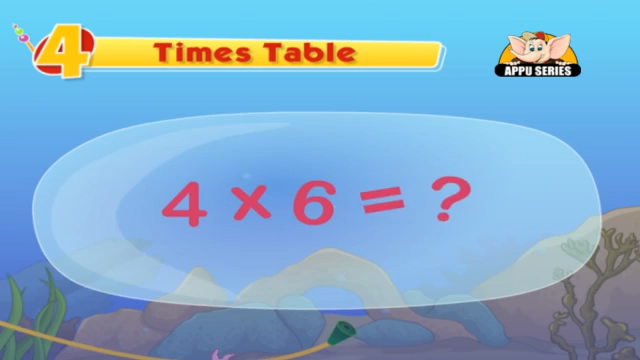 4 Times Table
APPU SERIES
4 × 6 = ?